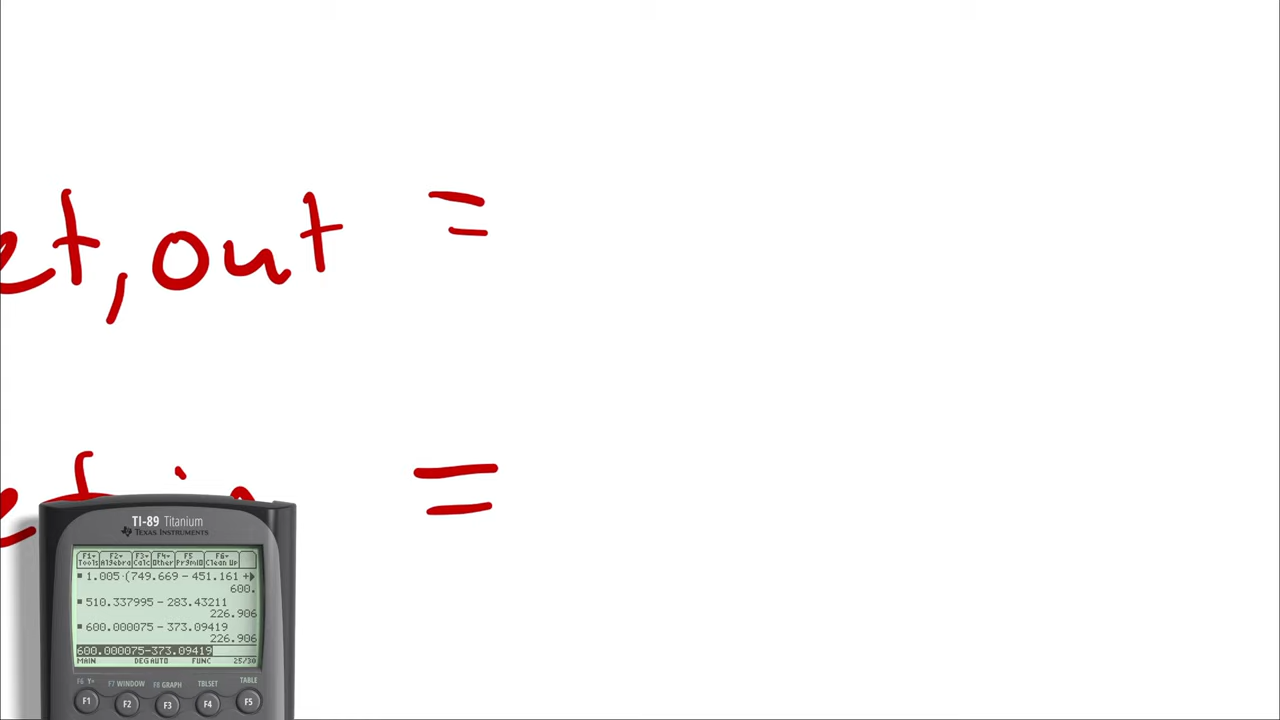 et,out =
=
TI-89 Titanium
TEXAS INSTRUMENTS
F1 Tools F2 Algebra F3 Calc F4 Other F5 PrgmIO F6 Clean Up
1.005·(749.669 - 451.161 +
600.
510.337995 - 283.43211
226.906
600.000075 - 373.09419
226.906
600.000075-373.09419
MAIN DEG AUTO FUNC 25/30
F6 Y= F7 WINDOW F8 GRAPH TBLSET TABLE
F1 F2 F3 F4 F5